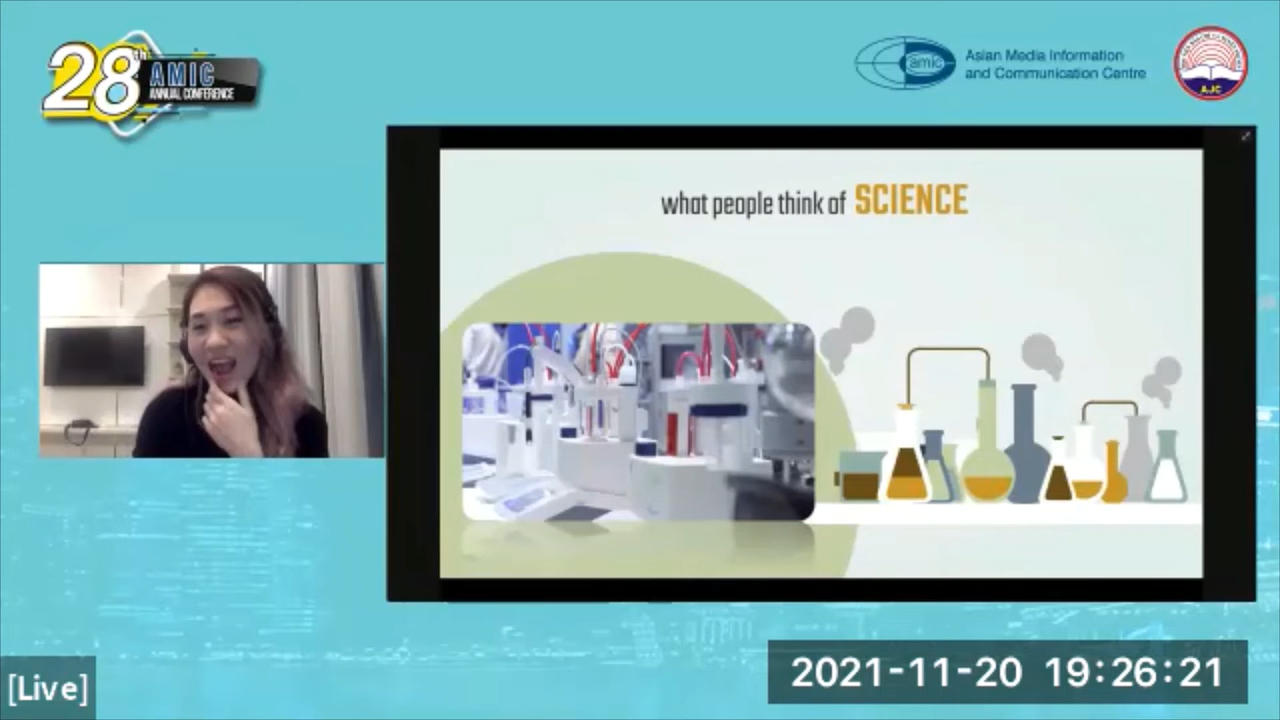 28th
AMIC
ANNUAL CONFERENCE
amic
Asian Media Information
and Communication Centre
AJC
what people think of SCIENCE
[Live]
2021-11-20 19:26:21